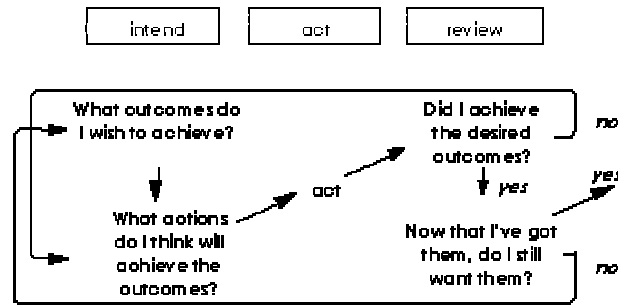 intend
act
review
What outcomes do
I wish to achieve?
What actions
do I think will
achieve the
outcomes?
act
Did I achieve
the desired
outcomes?
no
yes
yes
Now that I've got
them, do I still
want them?
no